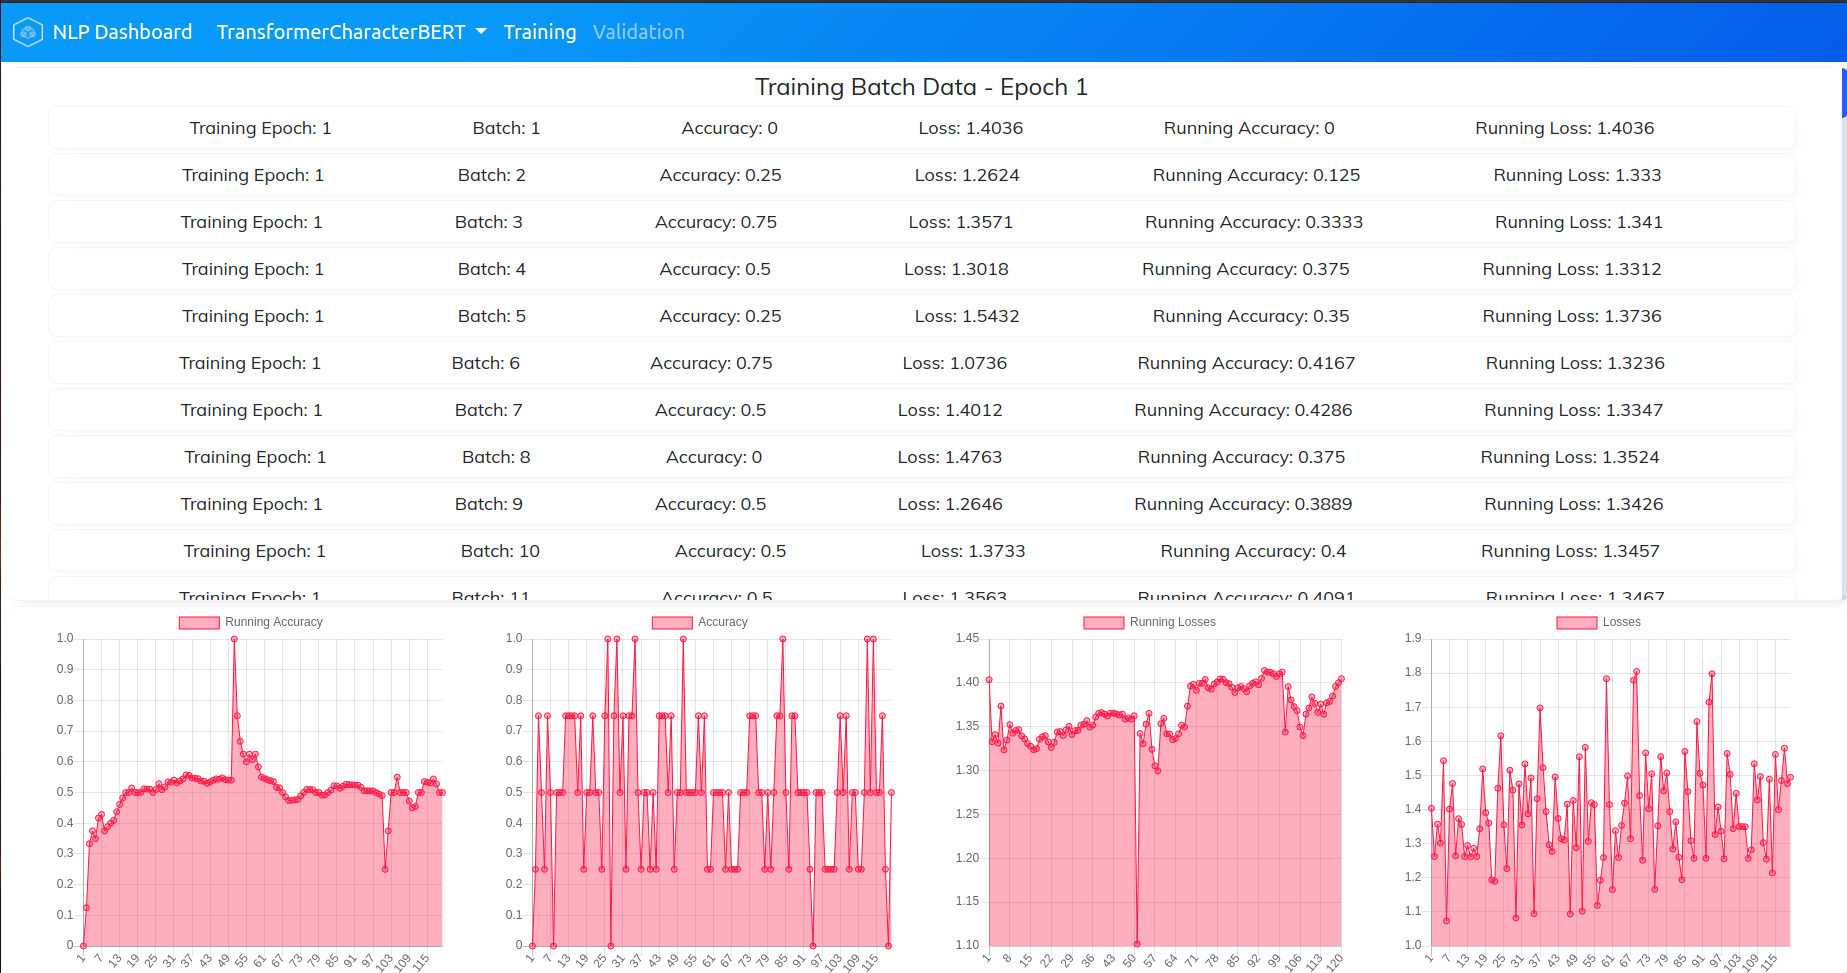 NLP Dashboard TransformerCharacterBERT Training Validation
Training Batch Data - Epoch 1
Training Epoch: 1 Batch: 1 Accuracy: 0 Loss: 1.4036 Running Accuracy: 0 Running Loss: 1.4036
Training Epoch: 1 Batch: 2 Accuracy: 0.25 Loss: 1.2624 Running Accuracy: 0.125 Running Loss: 1.333
Training Epoch: 1 Batch: 3 Accuracy: 0.75 Loss: 1.3571 Running Accuracy: 0.3333 Running Loss: 1.341
Training Epoch: 1 Batch: 4 Accuracy: 0.5 Loss: 1.3018 Running Accuracy: 0.375 Running Loss: 1.3312
Training Epoch: 1 Batch: 5 Accuracy: 0.25 Loss: 1.5432 Running Accuracy: 0.35 Running Loss: 1.3736
Training Epoch: 1 Batch: 6 Accuracy: 0.75 Loss: 1.0736 Running Accuracy: 0.4167 Running Loss: 1.3236
Training Epoch: 1 Batch: 7 Accuracy: 0.5 Loss: 1.4012 Running Accuracy: 0.4286 Running Loss: 1.3347
Training Epoch: 1 Batch: 8 Accuracy: 0 Loss: 1.4763 Running Accuracy: 0.375 Running Loss: 1.3524
Training Epoch: 1 Batch: 9 Accuracy: 0.5 Loss: 1.2646 Running Accuracy: 0.3889 Running Loss: 1.3426
Training Epoch: 1 Batch: 10 Accuracy: 0.5 Loss: 1.3733 Running Accuracy: 0.4 Running Loss: 1.3457
Training Epoch: 1 Batch: 11 Accuracy: 0.5 Loss: 1.3563 Running Accuracy: 0.4091 Running Loss: 1.3467
Running Accuracy
1.0
0.9
0.8
0.7
0.6
0.5
0.4
0.3
0.2
0.1
0
1 7 13 19 25 31 37 43 49 55 61 67 73 79 85 91 97 103 109 115
Accuracy
1.0
0.9
0.8
0.7
0.6
0.5
0.4
0.3
0.2
0.1
0
1 7 13 19 25 31 37 43 49 55 61 67 73 79 85 91 97 103 109 115
Running Losses
1.45
1.40
1.35
1.30
1.25
1.20
1.15
1.10
1 8 15 22 29 36 43 50 57 64 71 78 85 92 99 106 113 120
Losses
1.9
1.8
1.7
1.6
1.5
1.4
1.3
1.2
1.1
1.0
1 7 13 19 25 31 37 43 49 55 61 67 73 79 85 91 97 103 109 115